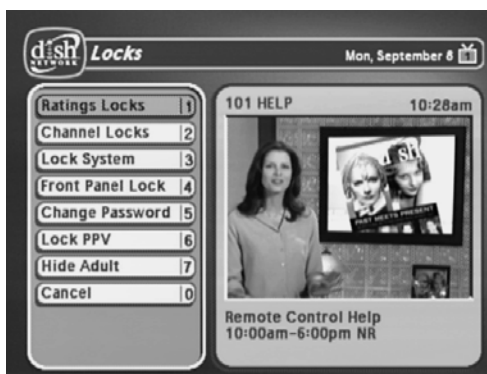 dish
NETWORK
Locks
Mon, September 8
1
Ratings Locks 1
Channel Locks 2
Lock System 3
Front Panel Lock 4
Change Password 5
Lock PPV 6
Hide Adult 7
Cancel 0
101 HELP 10:28am
dish
PAST MEETS PRESENT
Remote Control Help
10:00am-6:00pm NR